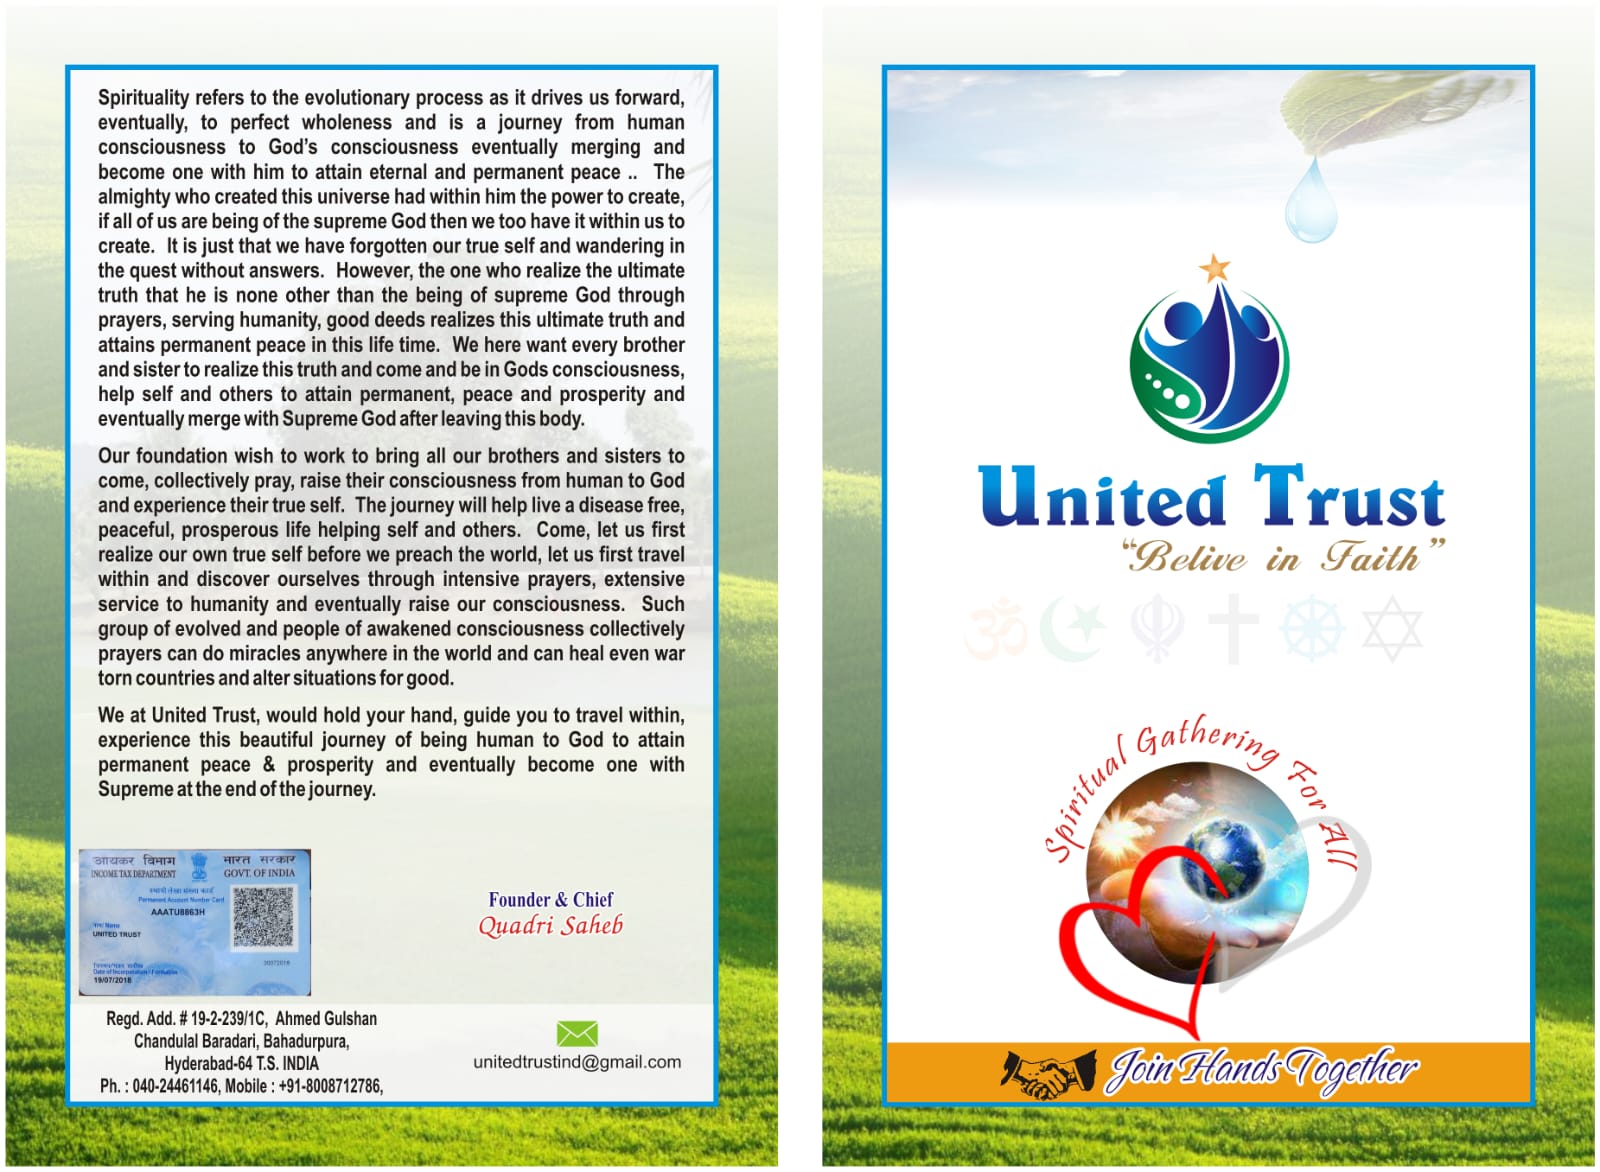 Spirituality refers to the evolutionary process as it drives us forward,
eventually, to perfect wholeness and is a journey from human
consciousness to God's consciousness eventually merging and
become one with him to attain eternal and permanent peace .. The
almighty who created this universe had within him the power to create,
if all of us are being of the supreme God then we too have it within us to
create. It is just that we have forgotten our true self and wandering in
the quest without answers. However, the one who realize the ultimate
truth that he is none other than the being of supreme God through
prayers, serving humanity, good deeds realizes this ultimate truth and
attains permanent peace in this life time. We here want every brother
and sister to realize this truth and come and be in Gods consciousness,
help self and others to attain permanent, peace and prosperity and
eventually merge with Supreme God after leaving this body.
Our foundation wish to work to bring all our brothers and sisters to
come, collectively pray, raise their consciousness from human to God
and experience their true self. The journey will help live a disease free,
peaceful, prosperous life helping self and others. Come, let us first
realize our own true self before we preach the world, let us first travel
within and discover ourselves through intensive prayers, extensive
service to humanity and eventually raise our consciousness. Such
group of evolved and people of awakened consciousness collectively
prayers can do miracles anywhere in the world and can heal even war
torn countries and alter situations for good.
We at United Trust, would hold your hand, guide you to travel within,
experience this beautiful journey of being human to God to attain
permanent peace & prosperity and eventually become one with
Supreme at the end of the journey.
आयकर विभाग भारत सरकार
INCOME TAX DEPARTMENT GOVT. OF INDIA
स्थायी लेखा संख्या कार्ड
Permanent Account Number Card
AAATU8863H
नाम / Name
UNITED TRUST
Date of Incorporation / Formation
19/07/2018
Founder & Chief
Quadri Saheb
Regd. Add. # 19-2-239/1C, Ahmed Gulshan
Chandulal Baradari, Bahadurpura,
Hyderabad-64 T.S. INDIA
Ph. : 040-24461146, Mobile : +91-8008712786,
unitedtrustind@gmail.com
United Trust
"Belive in Faith"
Spiritual Gathering For All
Join Hands Together